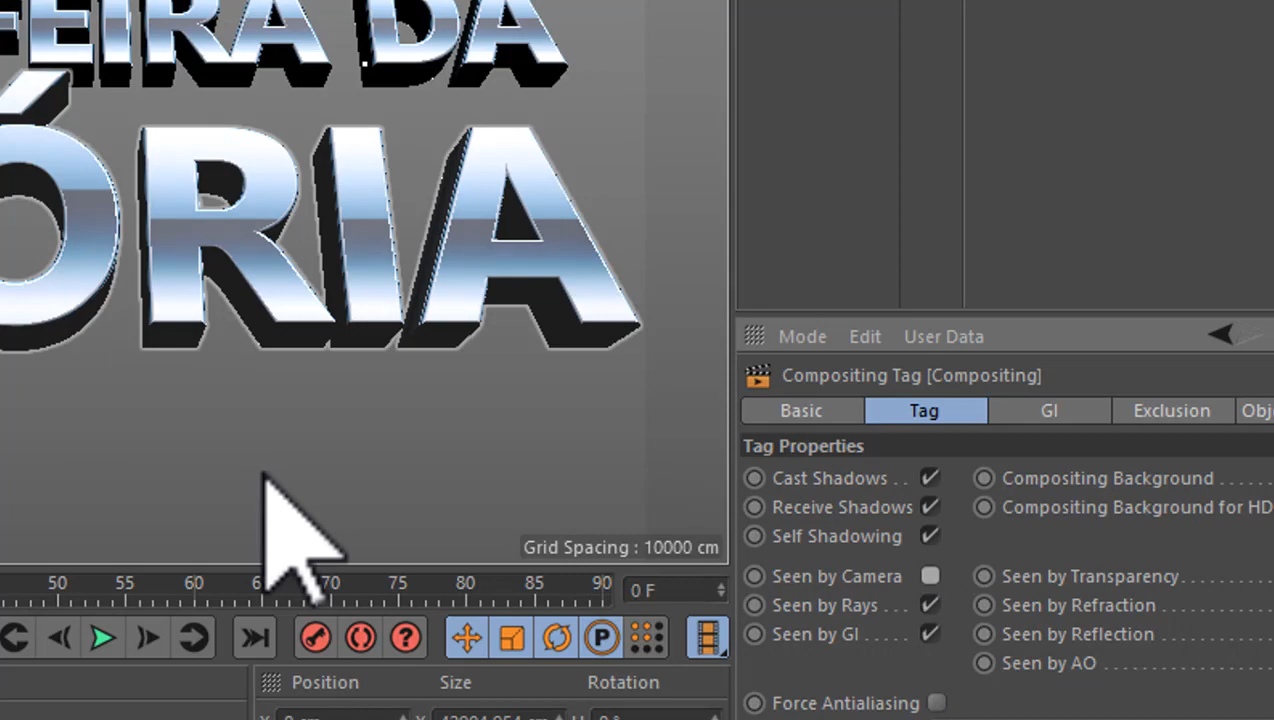 FEIRA DA
ÓRIA
Grid Spacing : 10000 cm
50 55 60 70 75 80 85 90 0 F
P
Position Size Rotation
Mode Edit User Data
Compositing Tag [Compositing]
Basic Tag GI Exclusion Obj
Tag Properties
Cast Shadows . . Compositing Background . . . . .
Receive Shadows Compositing Background for HD
Self Shadowing
Seen by Camera Seen by Transparency. . . . . . . .
Seen by Rays . . . Seen by Refraction . . . . . . . . . .
Seen by GI . . . . . Seen by Reflection . . . . . . . . . .
Seen by AO . . . . . . . . . . . . . . .
Force Antialiasing